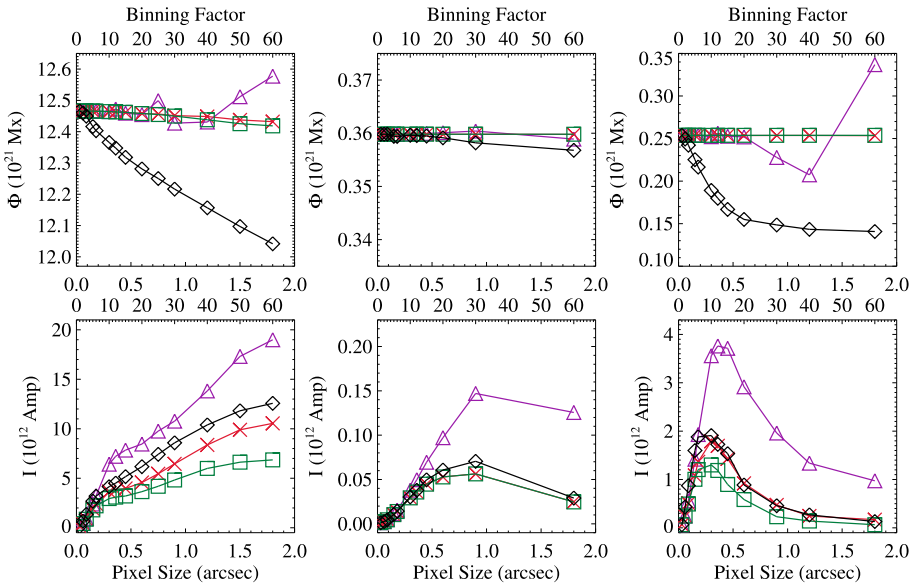 Binning Factor Binning Factor Binning Factor
0 10 20 30 40 50 60 0 10 20 30 40 50 60 0 10 20 30 40 50 60
12.6 0.37 0.35
12.5 0.30
12.4 0.36 0.25
12.3 0.20
12.2 0.35
12.1 0.15
12.0 0.34 0.10
Φ (10²¹ Mx) Φ (10²¹ Mx) Φ (10²¹ Mx)
0.0 0.5 1.0 1.5 2.0 0.0 0.5 1.0 1.5 2.0 0.0 0.5 1.0 1.5 2.0
0 10 20 30 40 50 60 0 10 20 30 40 50 60 0 10 20 30 40 50 60
20 0.20 4
15 0.15 3
10 0.10 2
5 0.05 1
0 0.00 0
I (10¹² Amp) I (10¹² Amp) I (10¹² Amp)
0.0 0.5 1.0 1.5 2.0 0.0 0.5 1.0 1.5 2.0 0.0 0.5 1.0 1.5 2.0
Pixel Size (arcsec) Pixel Size (arcsec) Pixel Size (arcsec)